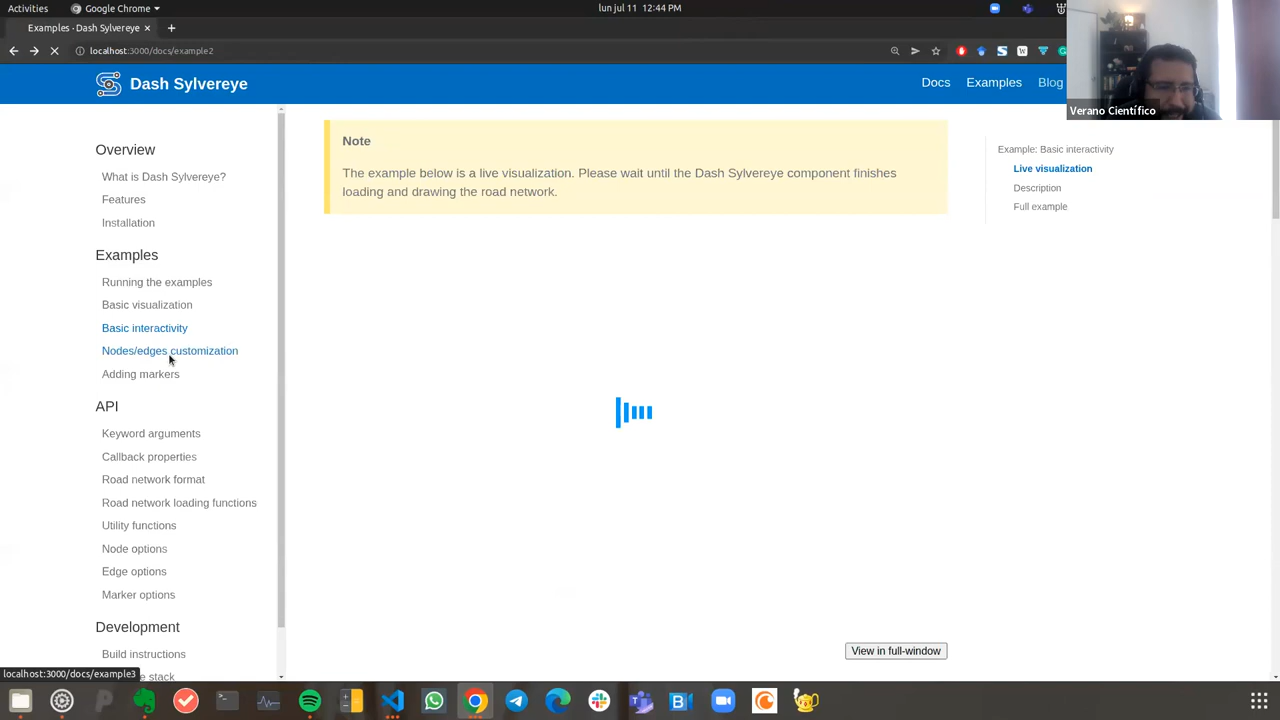 Activities
Google Chrome
lun jul 11 12:44 PM
Examples · Dash Sylvereye
localhost:3000/docs/example2
Dash Sylvereye
Docs
Examples
Blog
Verano Científico
Overview
What is Dash Sylvereye?
Features
Installation
Examples
Running the examples
Basic visualization
Basic interactivity
Nodes/edges customization
Adding markers
API
Keyword arguments
Callback properties
Road network format
Road network loading functions
Utility functions
Node options
Edge options
Marker options
Development
Build instructions
stack
localhost:3000/docs/example3
Note
The example below is a live visualization. Please wait until the Dash Sylvereye component finishes
loading and drawing the road network.
View in full-window
Example: Basic interactivity
Live visualization
Description
Full example